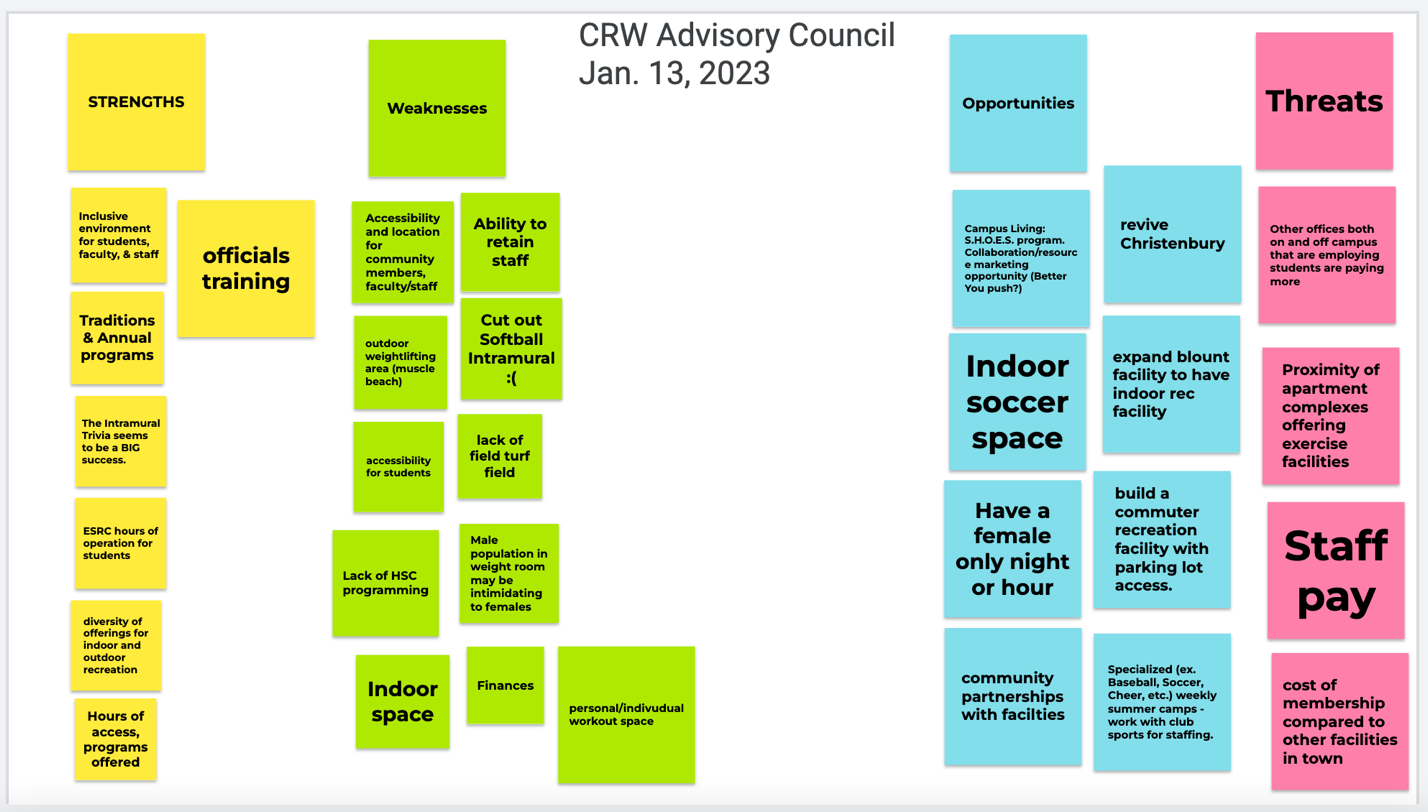 CRW Advisory Council
Jan. 13, 2023
STRENGTHS
Inclusive
environment
for students,
faculty, & staff
officials
training
Traditions
& Annual
programs
The Intramural
Trivia seems
to be a BIG
success.
ESRC hours of
operation for
students
diversity of
offerings for
indoor and
outdoor
recreation
Hours of
access,
programs
offered
Weaknesses
Accessibility
and location
for
community
members,
faculty/staff
Ability to
retain
staff
outdoor
weightlifting
area (muscle
beach)
Cut out
Softball
Intramural
:(
accessibility
for students
lack of
field turf
field
Lack of HSC
programming
Male
population in
weight room
may be
intimidating
to females
Indoor
space
Finances
personal/indivudual
workout space
Opportunities
Campus Living:
S.H.O.E.S. program.
Collaboration/resourc
e marketing
opportunity (Better
You push?)
revive
Christenbury
Indoor
soccer
space
expand blount
facility to have
indoor rec
facility
Have a
female
only night
or hour
build a
commuter
recreation
facility with
parking lot
access.
community
partnerships
with facilties
Specialized (ex.
Baseball, Soccer,
Cheer, etc.) weekly
summer camps -
work with club
sports for staffing.
Threats
Other offices both
on and off campus
that are employing
students are paying
more
Proximity of
apartment
complexes
offering
exercise
facilities
Staff
pay
cost of
membership
compared to
other facilities
in town